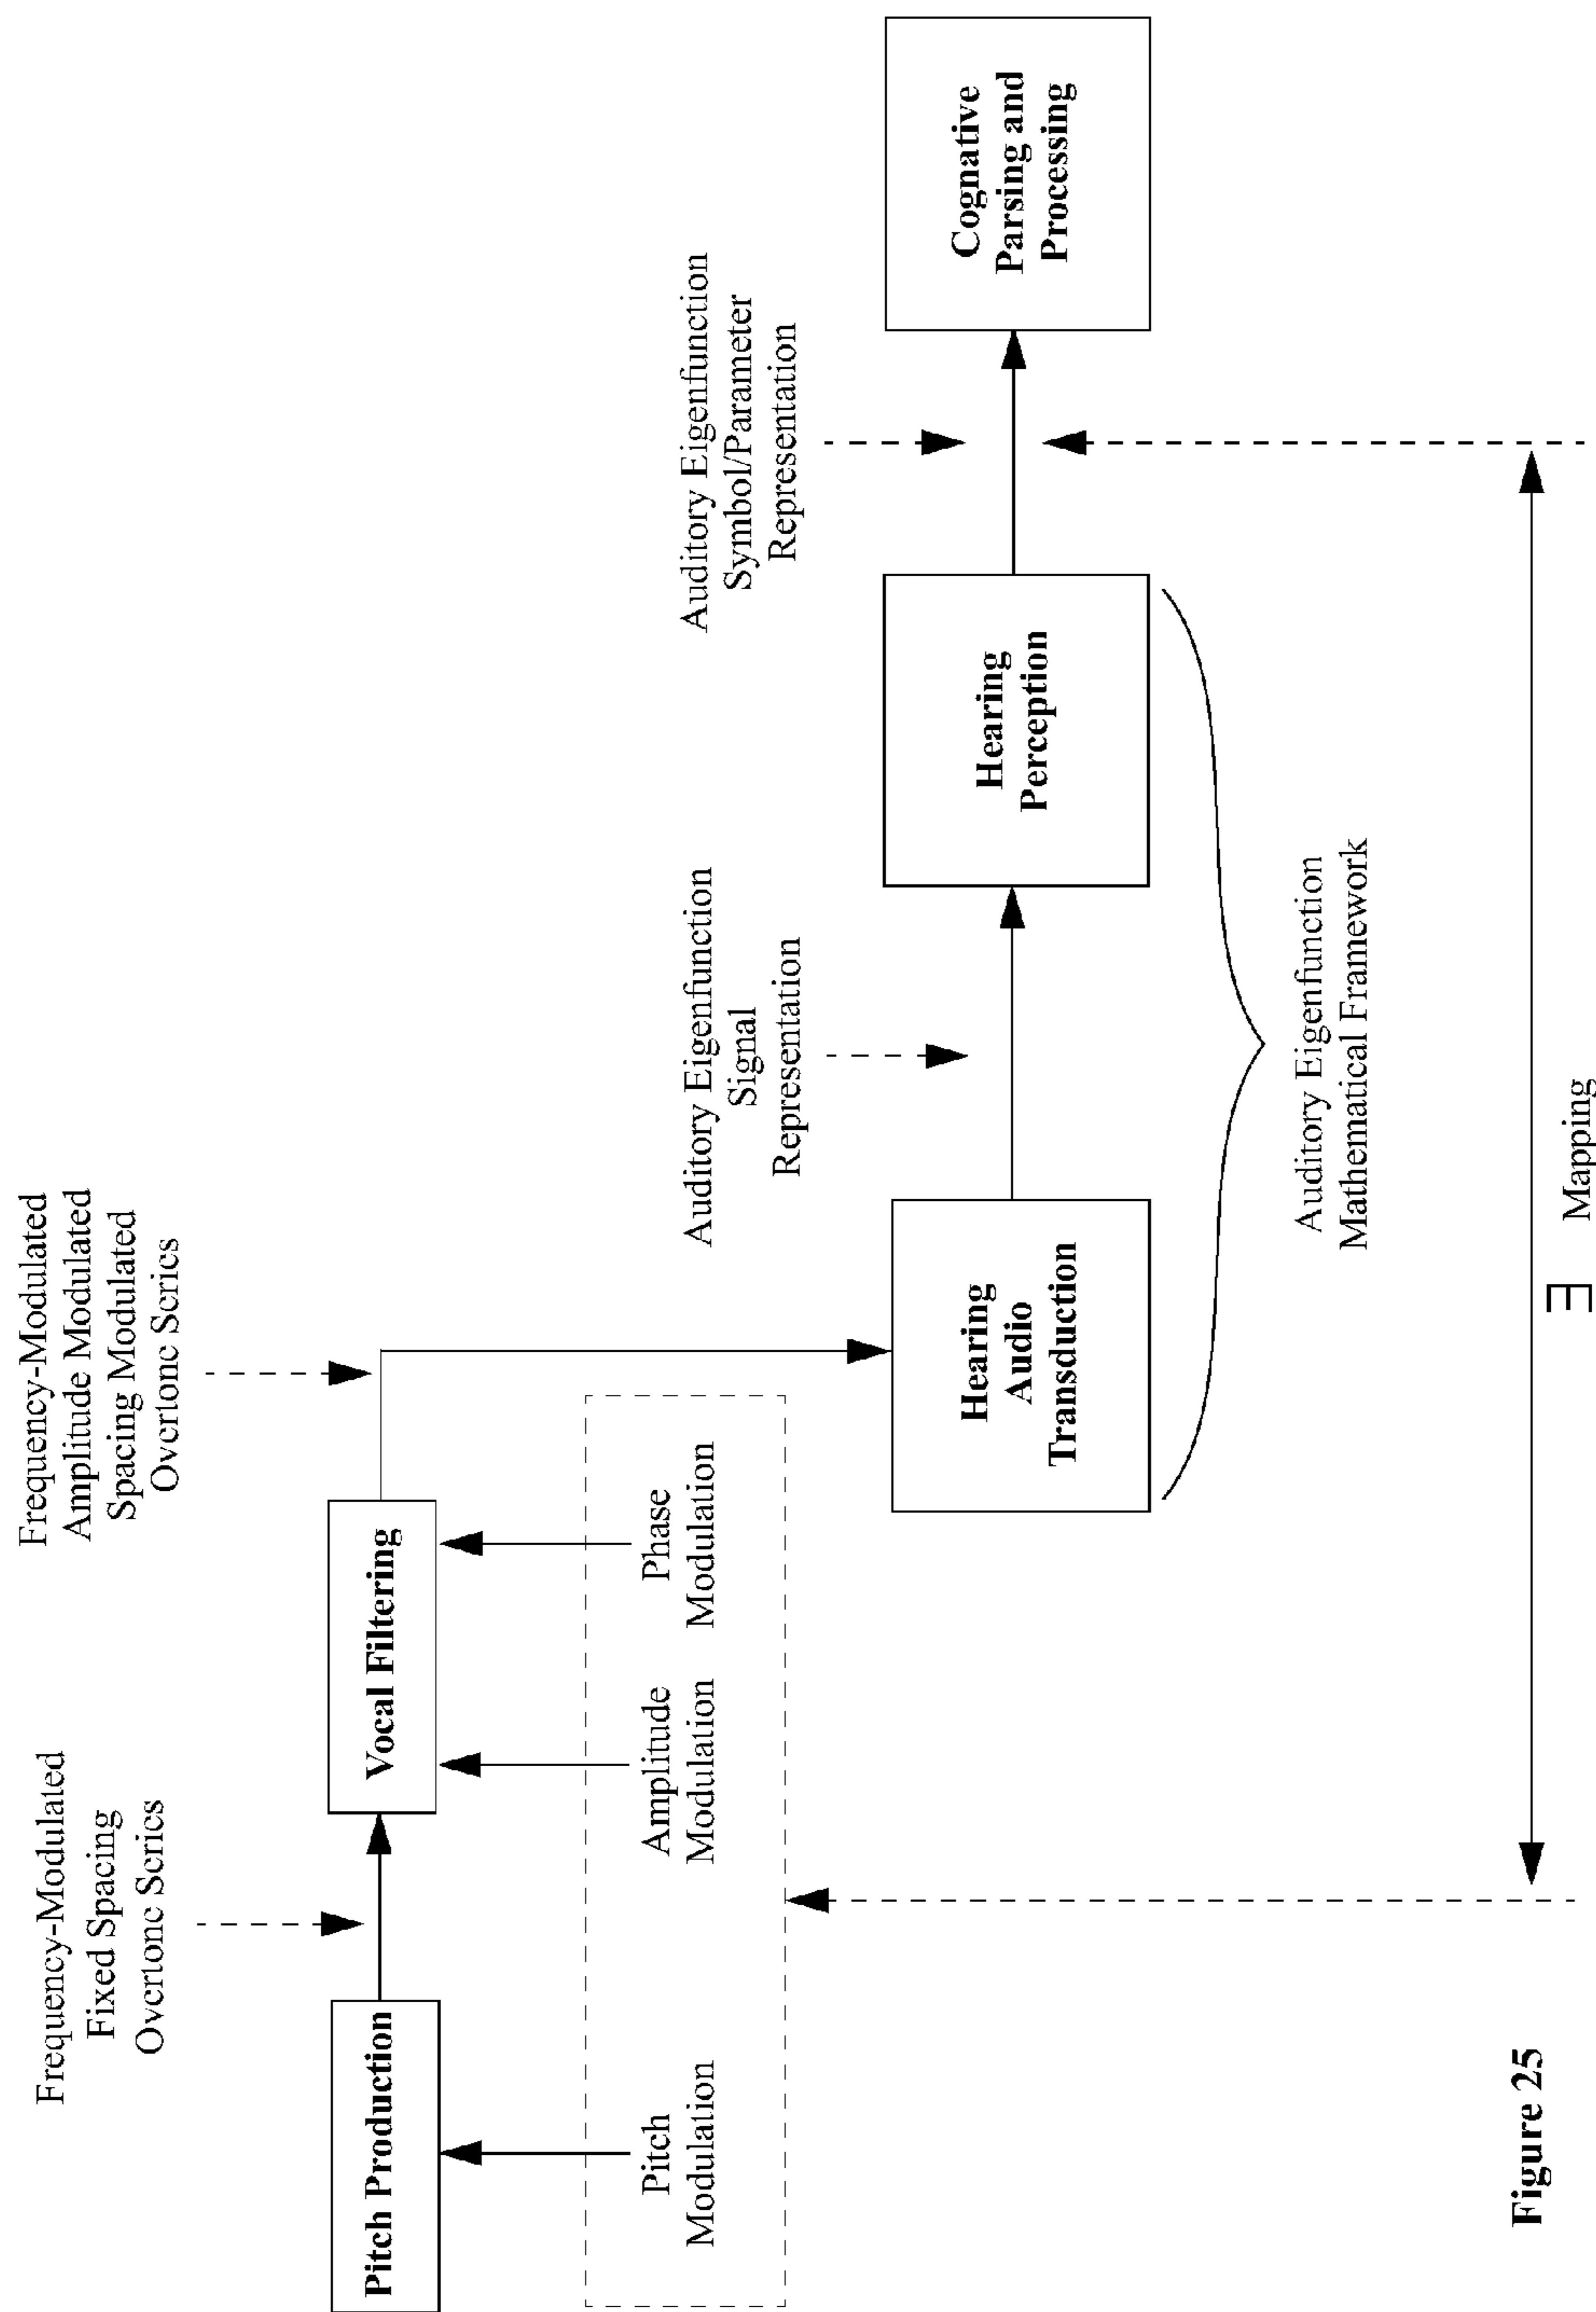 Frequency-Modulated
Fixed Spacing
Overtone Series
Frequency-Modulated
Amplitude Modulated
Spacing Modulated
Overtone Series
Pitch Production
Vocal Filtering
Pitch
Modulation
Amplitude
Modulation
Phase
Modulation
Auditory Eigenfunction
Signal
Representation
Auditory Eigenfunction
Symbol/Parameter
Representation
Hearing
Audio
Transduction
Hearing
Perception
Cognative
Parsing and
Processing
Auditory Eigenfunction
Mathematical Framework
∃ Mapping
Figure 25